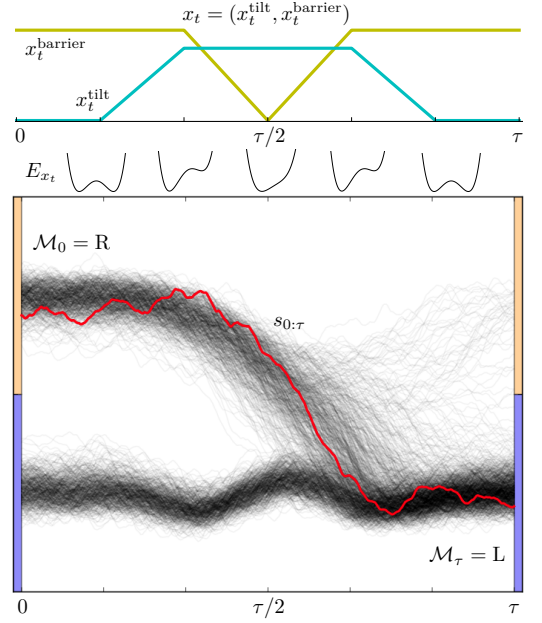 x_t = (x_t^tilt, x_t^barrier)
x_t^barrier
x_t^tilt
0 τ/2 τ
E_{x_t}
ℳ_0 = R
s_{0:τ}
ℳ_τ = L
0 τ/2 τ